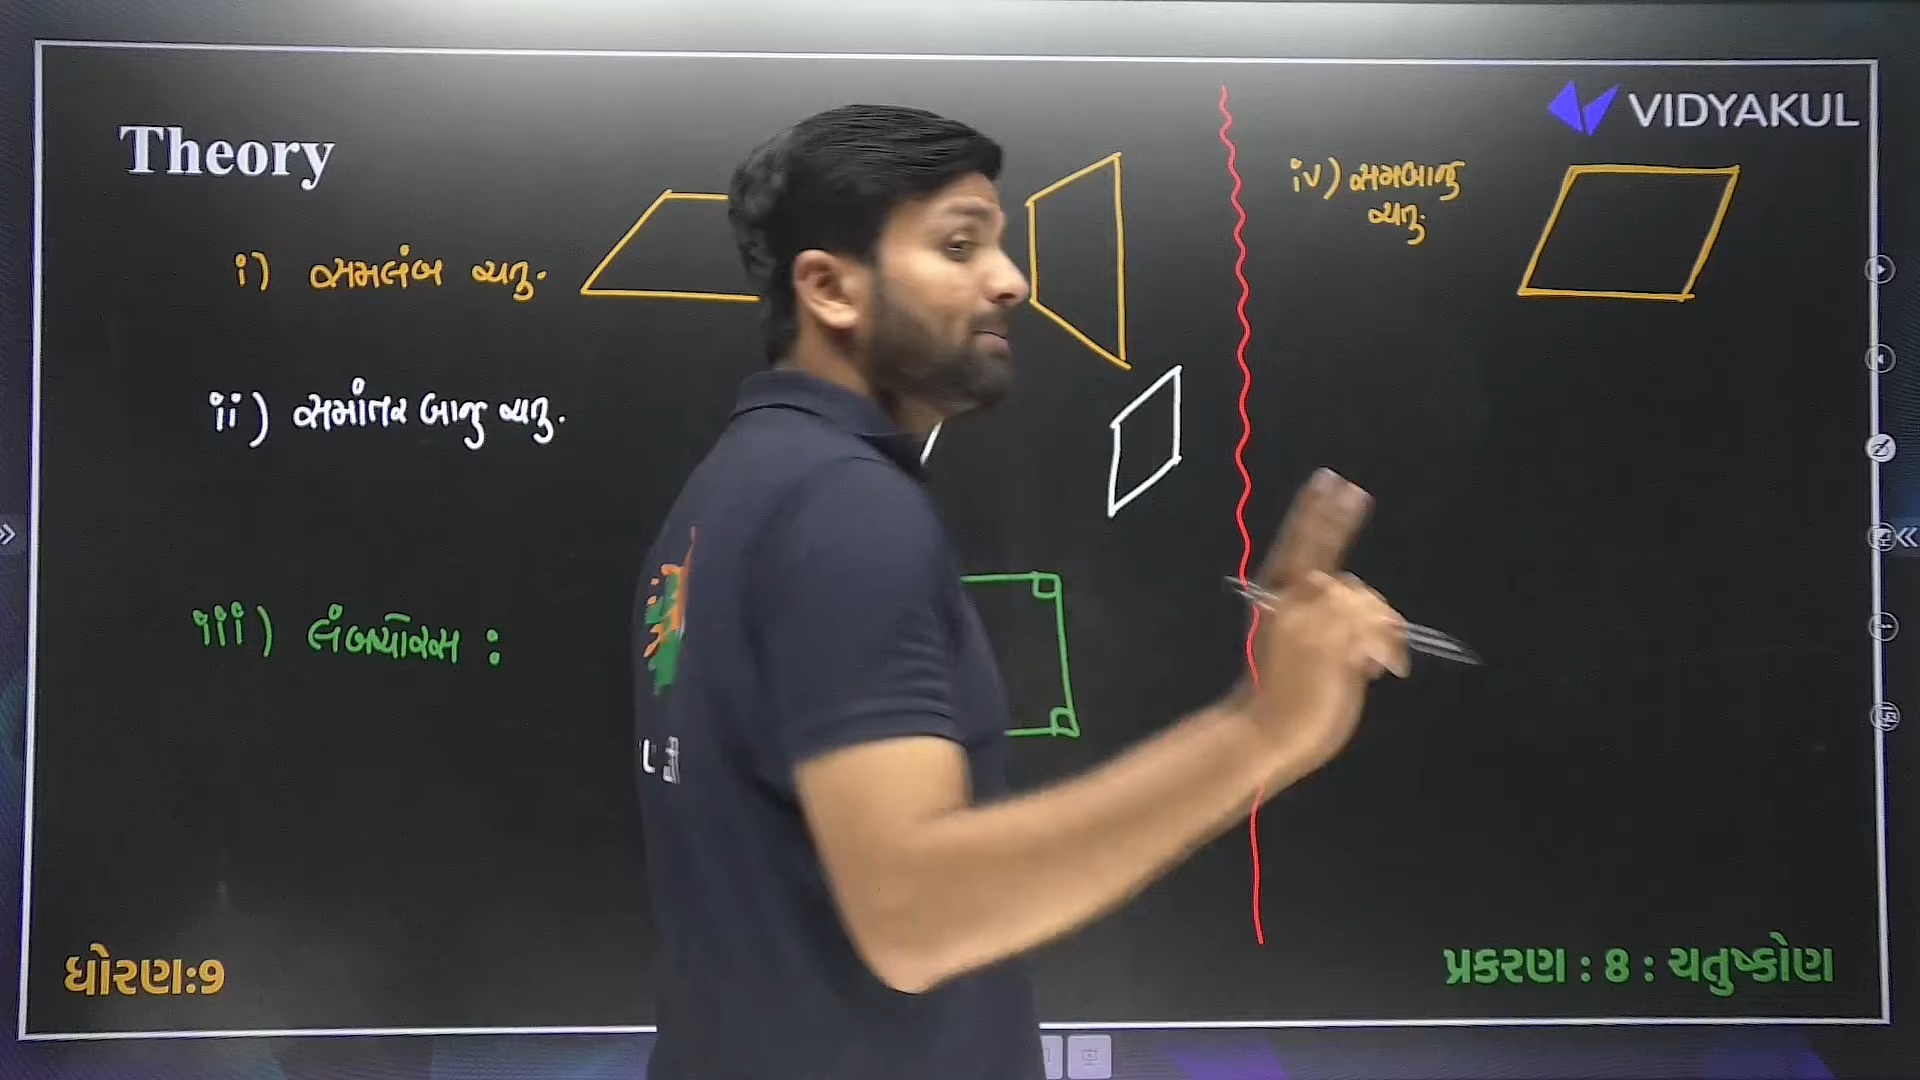 Theory
VIDYAKUL
i) સમલંબ ચતુ.
ii) સમાંતર બાજુ ચતુ.
iii) લંબચોરસ :
iv) સમબાજુ
ચતુ.
ધોરણ:9
પ્રકરણ : 8 : ચતુષ્કોણ